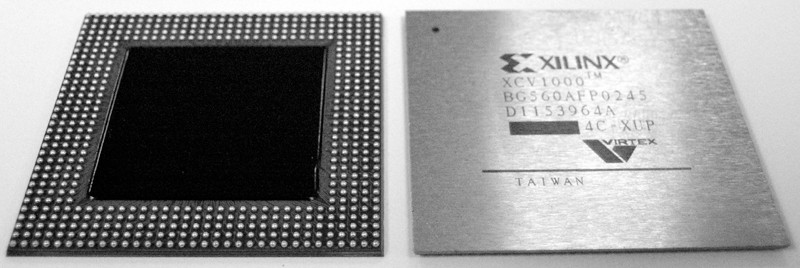 XILINX®
XCV1000™
BG560AFP0245
D1153964A
4C-XUP
VIRTEX
TAIWAN